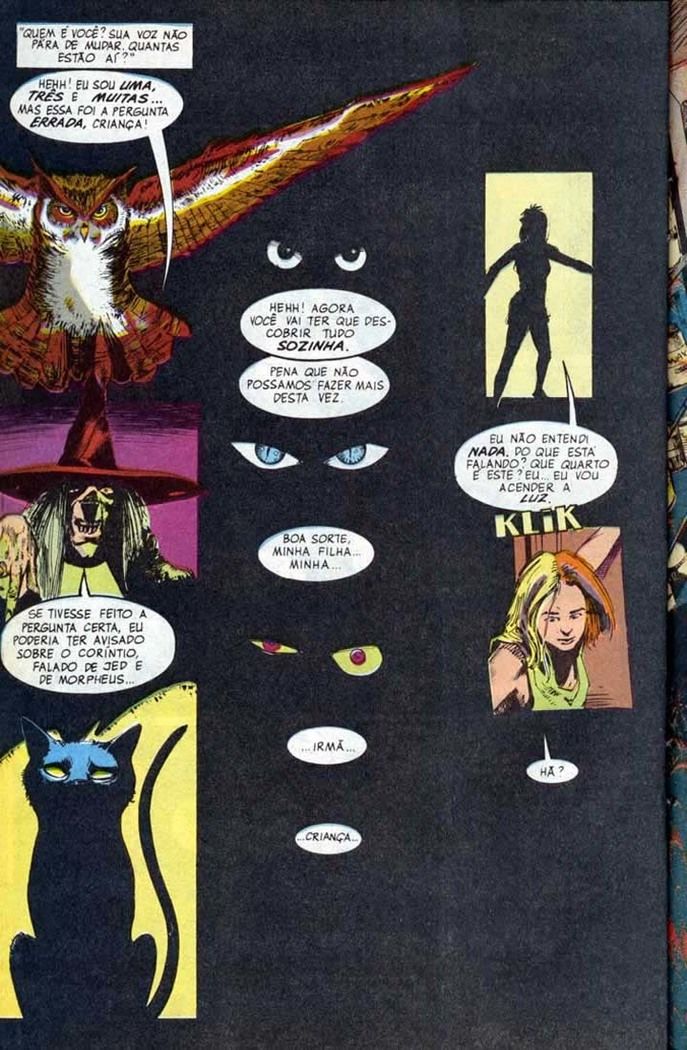 "QUEM É VOCÊ? SUA VOZ NÃO
PÁRA DE MUDAR. QUANTAS
ESTÃO AÍ?"
HEHH! EU SOU UMA,
TRÊS E MUITAS...
MAS ESSA FOI A PERGUNTA
ERRADA, CRIANÇA!
SE TIVESSE FEITO A
PERGUNTA CERTA, EU
PODERIA TER AVISADO
SOBRE O CORÍNTIO,
FALADO DE JED E
DE MORPHEUS...
HEHH! AGORA
VOCÊ VAI TER QUE DES-
COBRIR TUDO
SOZINHA.
PENA QUE NÃO
POSSAMOS FAZER MAIS
DESTA VEZ.
BOA SORTE,
MINHA FILHA...
MINHA...
...IRMÃ...
...CRIANÇA...
EU NÃO ENTENDI
NADA. DO QUE ESTÁ
FALANDO? QUE QUARTO
É ESTE? EU... EU VOU
ACENDER A
LUZ.
KLIK
HÃ?